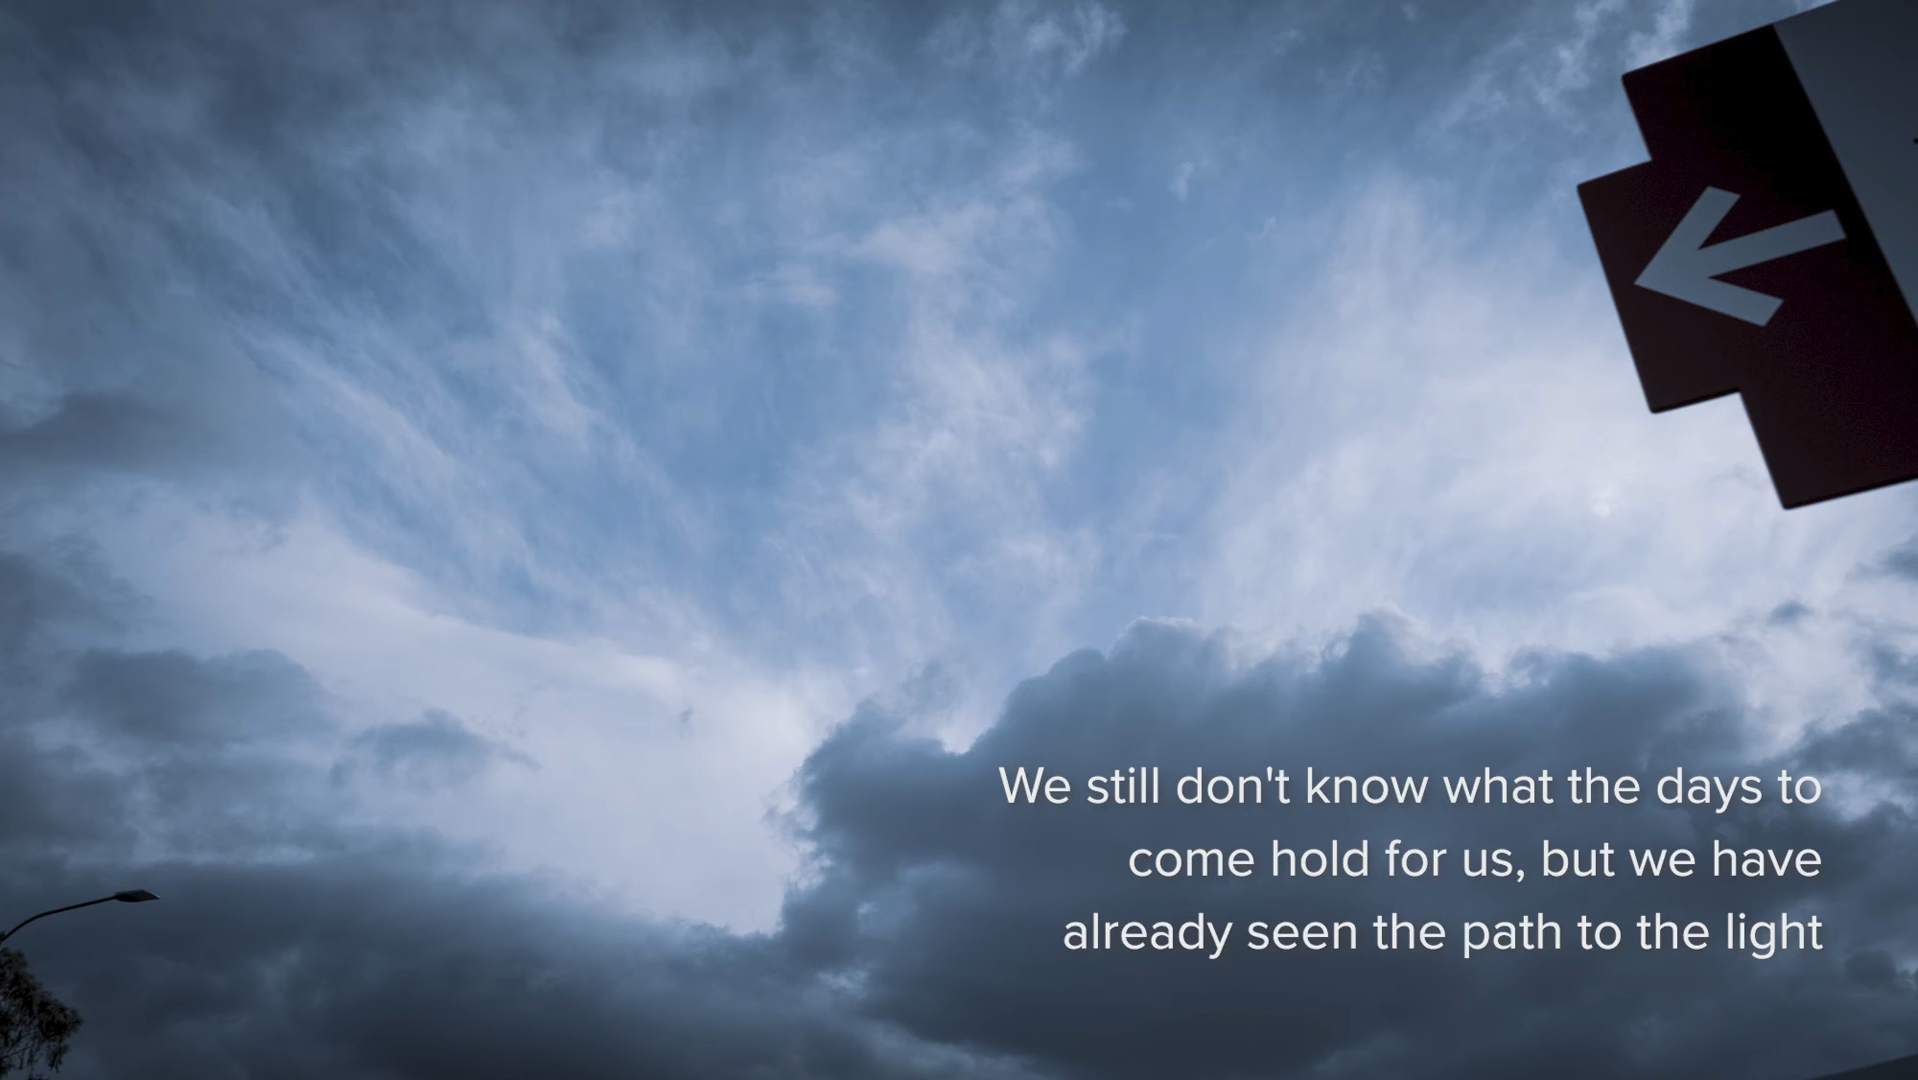 We still don't know what the days to
come hold for us, but we have
already seen the path to the light